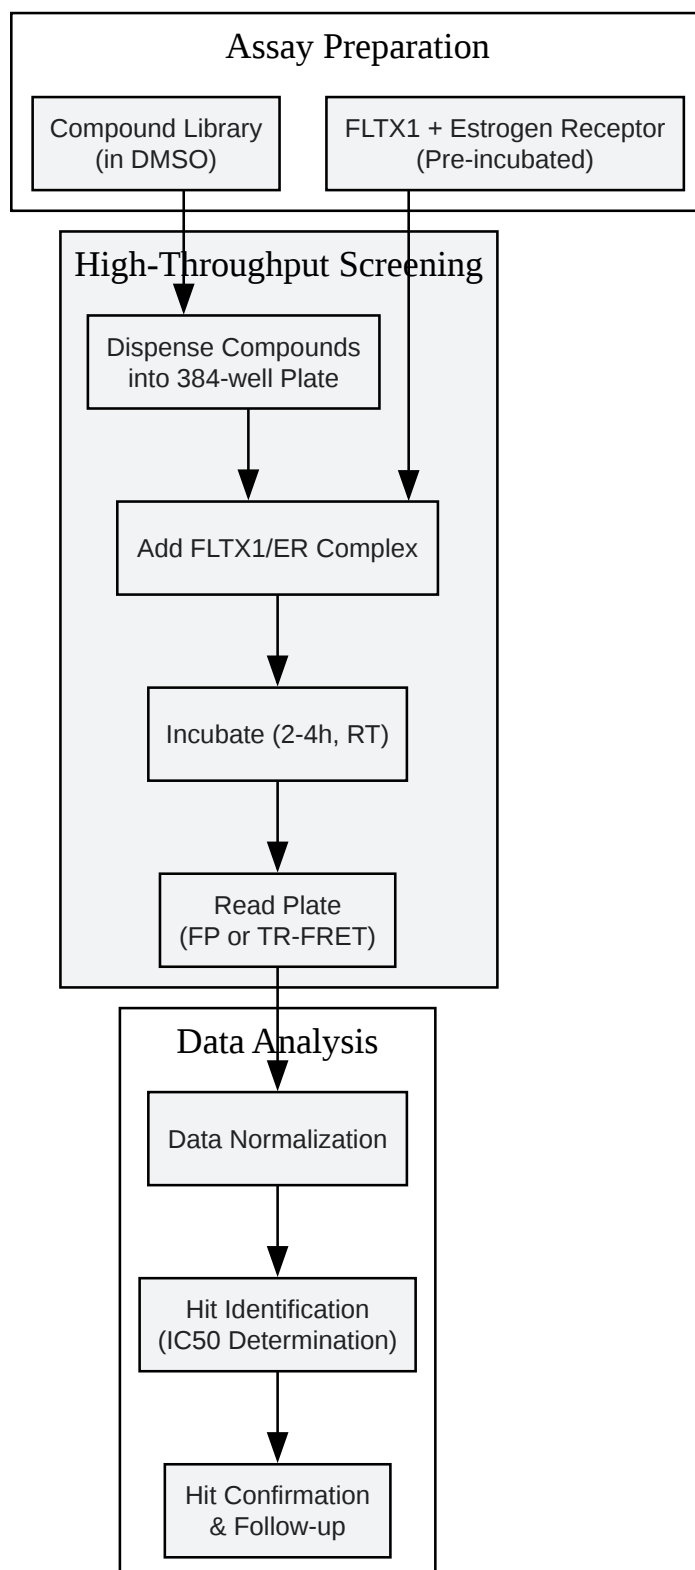 Assay Preparation
Compound Library
(in DMSO)
FLTX1 + Estrogen Receptor
(Pre-incubated)
High-Throughput Screening
Dispense Compounds
into 384-well Plate
Add FLTX1/ER Complex
Incubate (2-4h, RT)
Read Plate
(FP or TR-FRET)
Data Analysis
Data Normalization
Hit Identification
(IC50 Determination)
Hit Confirmation
& Follow-up